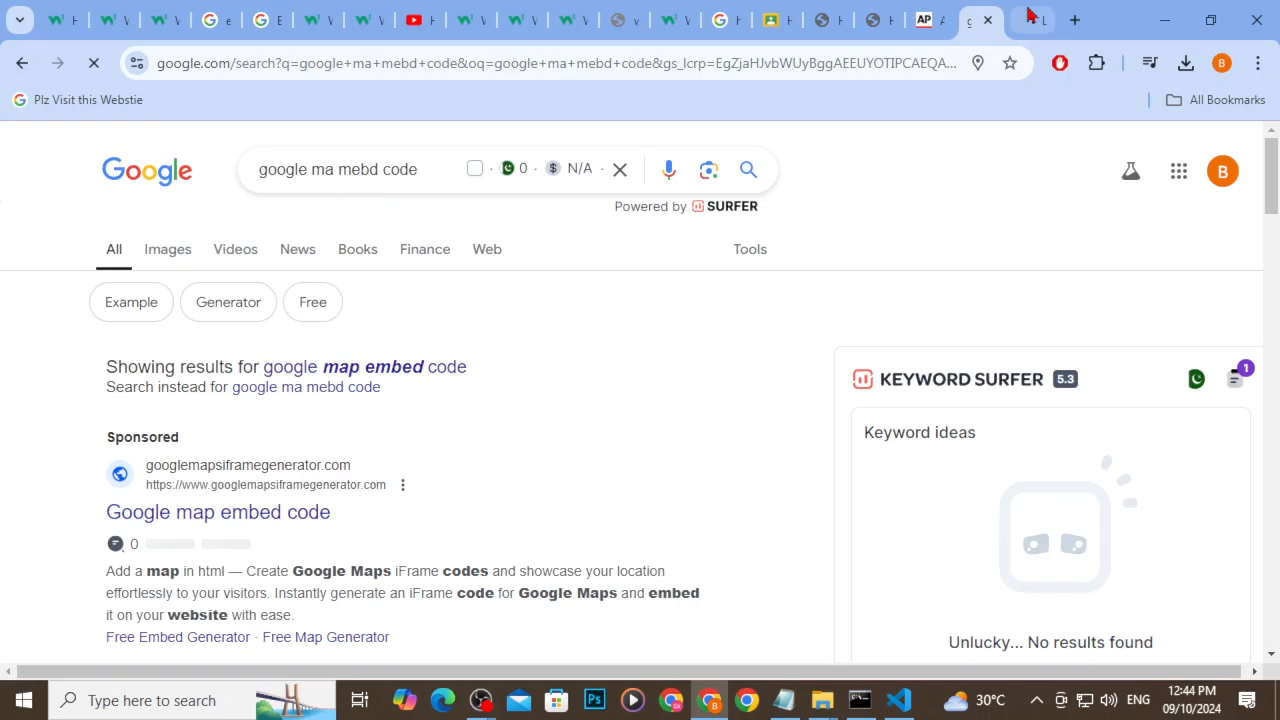 google.com/search?q=google+ma+mebd+code&oq=google+ma+mebd+code&gs_lcrp=EgZjaHJvbWUyBggAEEUYOTIPCAEQA...
B
Plz Visit this Webstie
All Bookmarks
Google
google ma mebd code
0
N/A
B
Powered by SURFER
All
Images
Videos
News
Books
Finance
Web
Tools
Example
Generator
Free
Showing results for google map embed code
Search instead for google ma mebd code
KEYWORD SURFER 5.3
1
Keyword ideas
Sponsored
googlemapsiframegenerator.com
https://www.googlemapsiframegenerator.com
Google map embed code
0
Add a map in html — Create Google Maps iFrame codes and showcase your location
effortlessly to your visitors. Instantly generate an iFrame code for Google Maps and embed
it on your website with ease.
Free Embed Generator · Free Map Generator
Unlucky... No results found
Type here to search
Ps
30°C
ENG
12:44 PM
09/10/2024